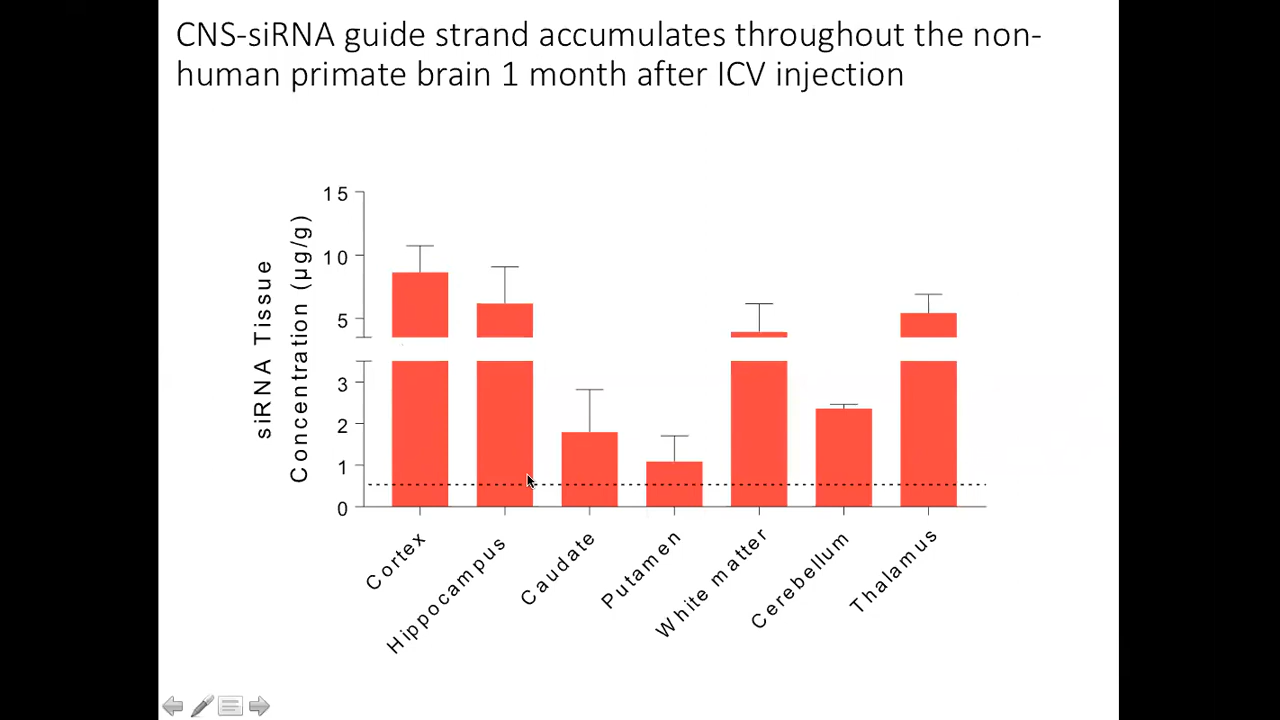 CNS-siRNA guide strand accumulates throughout the non-
human primate brain 1 month after ICV injection
siRNA Tissue
Concentration (µg/g)
15
10
5
3
2
1
0
Cortex
Hippocampus
Caudate
Putamen
White matter
Cerebellum
Thalamus